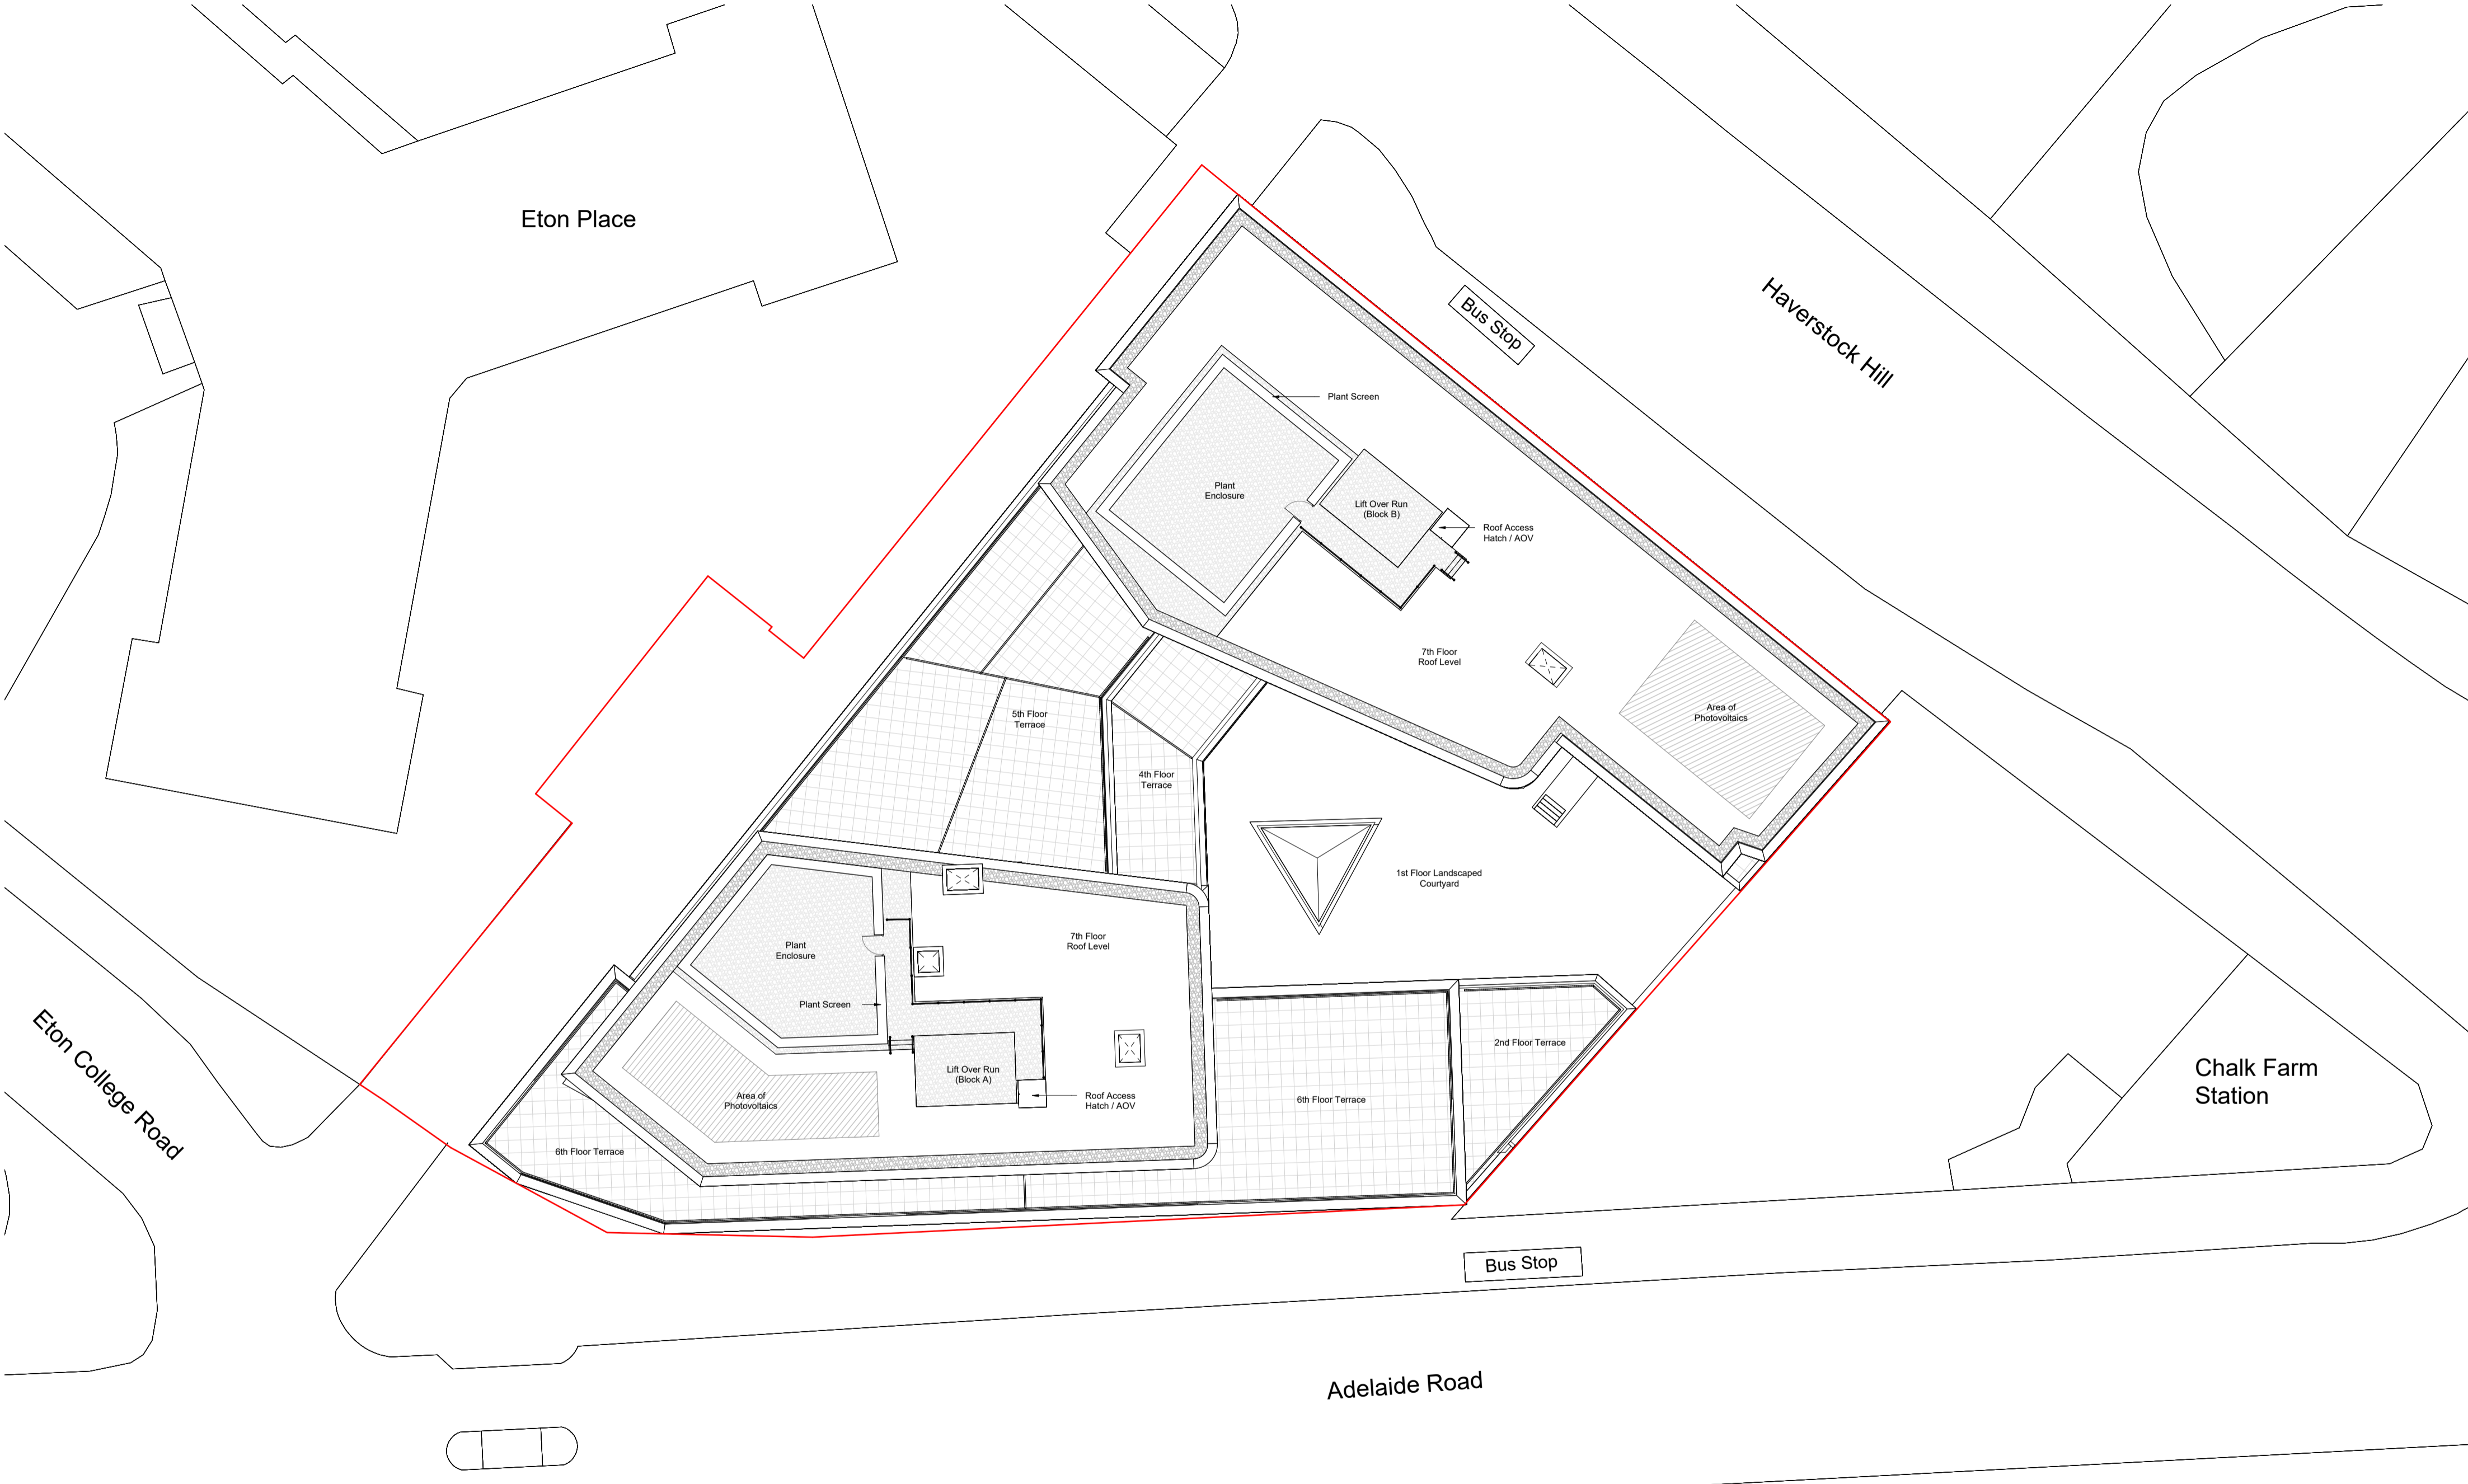 Eton Place
Haverstock Hill
Bus Stop
Plant Screen
Plant
Enclosure
Lift Over Run
(Block B)
Roof Access
Hatch / AOV
7th Floor
Roof Level
Area of
Photovoltaics
5th Floor
Terrace
4th Floor
Terrace
1st Floor Landscaped
Courtyard
7th Floor
Roof Level
Plant
Enclosure
Plant Screen
Lift Over Run
(Block A)
Roof Access
Hatch / AOV
Area of
Photovoltaics
6th Floor Terrace
6th Floor Terrace
2nd Floor Terrace
Eton College Road
Chalk Farm
Station
Bus Stop
Adelaide Road